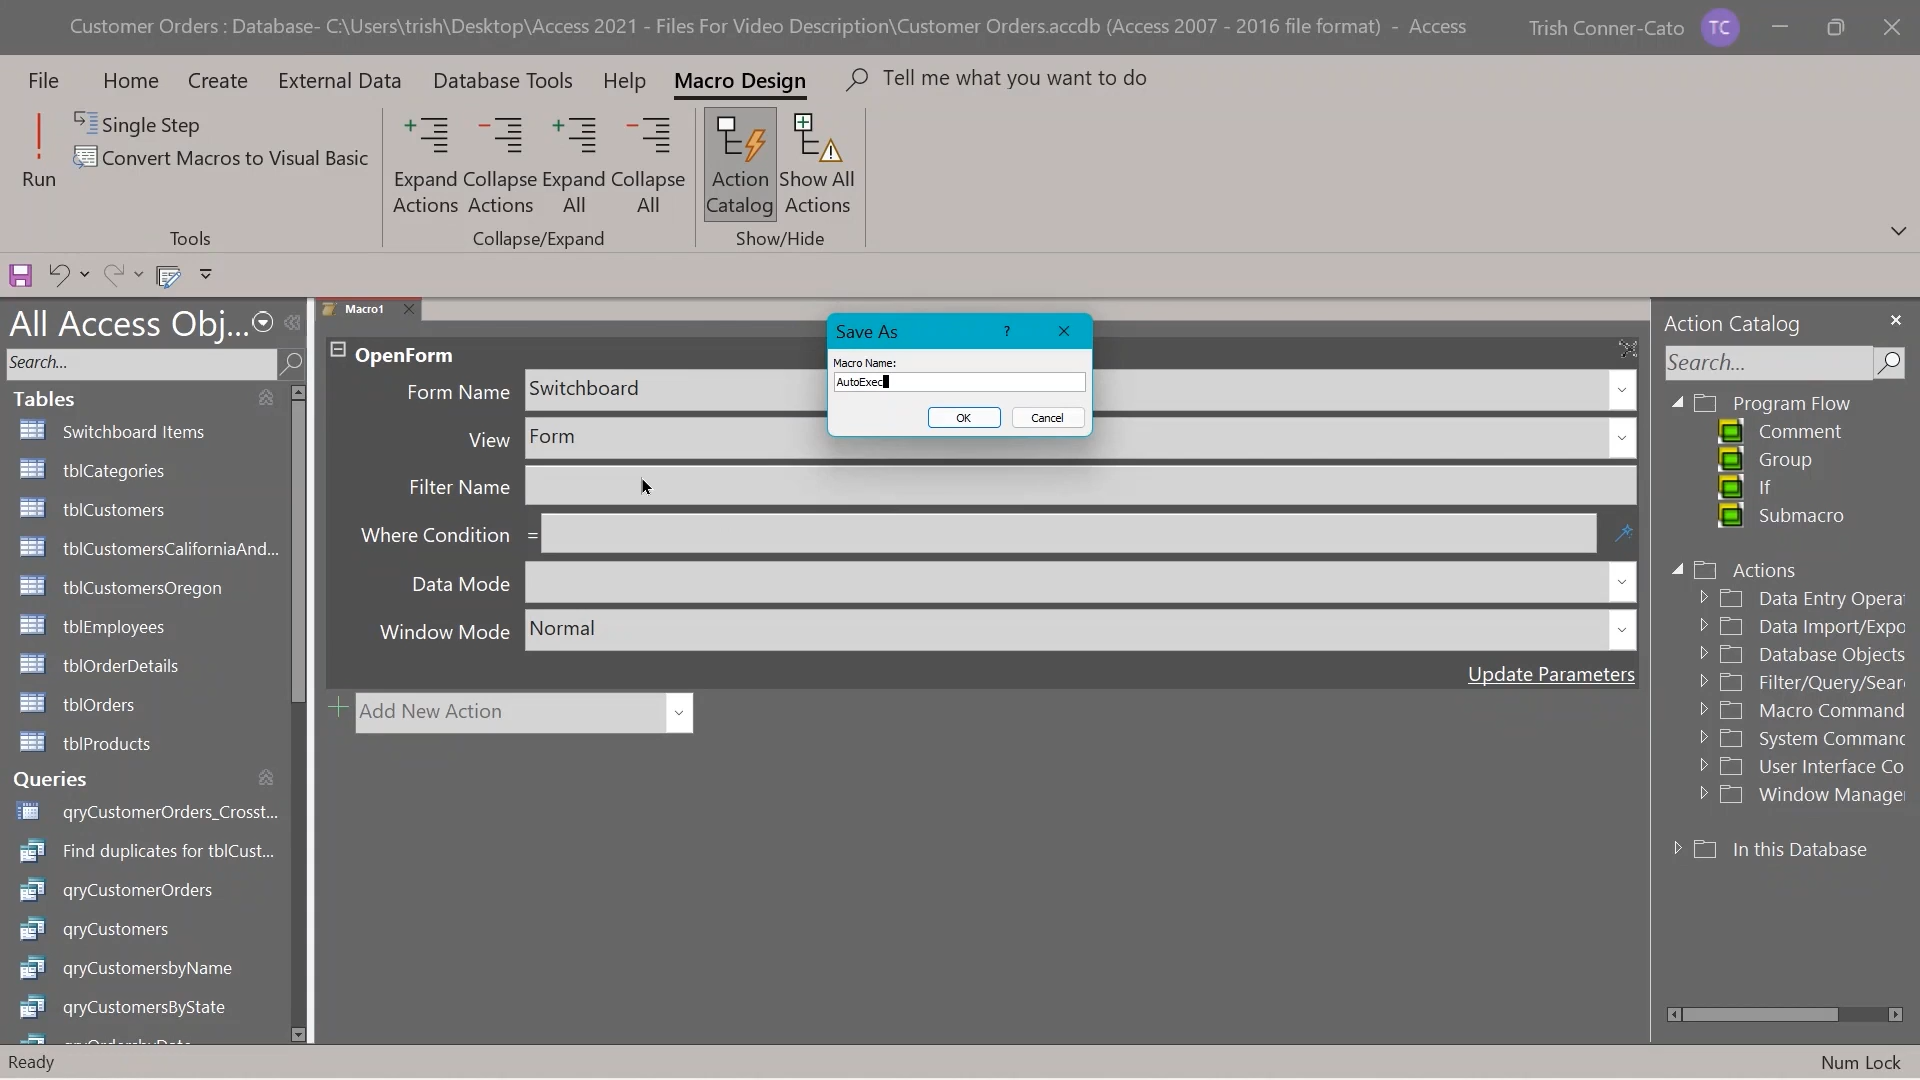 Customer Orders : Database- C:\Users\trish\Desktop\Access 2021 - Files For Video Description\Customer Orders.accdb (Access 2007 - 2016 file format) - Access
Trish Conner-Cato
TC
File
Home
Create
External Data
Database Tools
Help
Macro Design
Tell me what you want to do
Run
Single Step
Convert Macros to Visual Basic
Tools
Expand Actions
Collapse Actions
Expand All
Collapse All
Collapse/Expand
Action Catalog
Show All Actions
Show/Hide
All Access Obj...
Search...
Tables
Switchboard Items
tblCategories
tblCustomers
tblCustomersCaliforniaAnd...
tblCustomersOregon
tblEmployees
tblOrderDetails
tblOrders
tblProducts
Queries
qryCustomerOrders_Crosst...
Find duplicates for tblCust...
qryCustomerOrders
qryCustomers
qryCustomersbyName
qryCustomersByState
Macro1
OpenForm
Form Name
Switchboard
View
Form
Filter Name
Where Condition
=
Data Mode
Window Mode
Normal
Update Parameters
Add New Action
Save As
?
Macro Name:
AutoExec
OK
Cancel
Action Catalog
Search...
Program Flow
Comment
Group
If
Submacro
Actions
Data Entry Opera
Data Import/Expo
Database Objects
Filter/Query/Sear
Macro Command
System Command
User Interface Co
Window Manage
In this Database
Ready
Num Lock